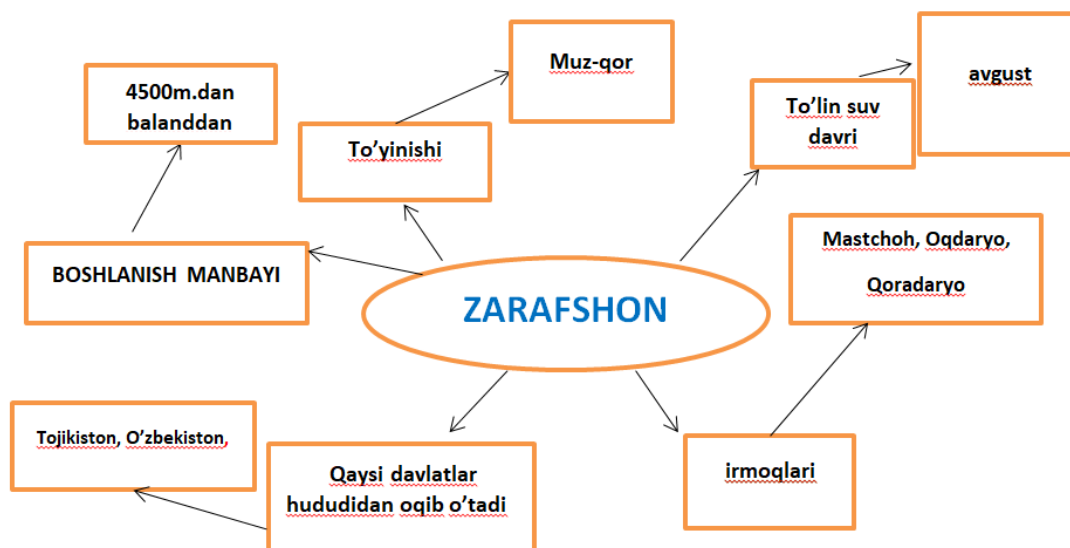 4500m.dan
balanddan
Muz-qor
avgust
To’lin suv
davri
To’yinishi
BOSHLANISH MANBAYI
ZARAFSHON
Mastchoh, Oqdaryo,
Qoradaryo
Tojikiston, O’zbekiston,
Qaysi davlatlar
hududidan oqib o’tadi
irmoqlari